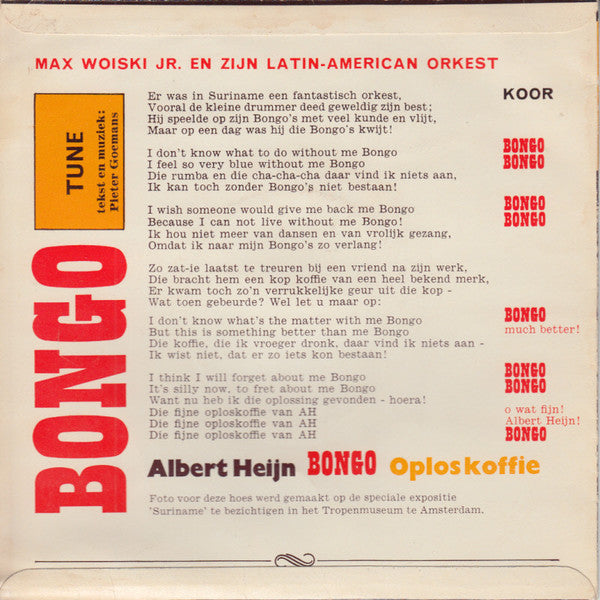 MAX WOISKI JR. EN ZIJN LATIN-AMERICAN ORKEST
BONGO
TUNE
tekst en muziek:
Pieter Goemans
KOOR
Er was in Suriname een fantastisch orkest,
Vooral de kleine drummer deed geweldig zijn best;
Hij speelde op zijn Bongo's met veel kunde en vlijt,
Maar op een dag was hij die Bongo's kwijt!
I don't know what to do without me Bongo BONGO
I feel so very blue without me Bongo BONGO
Die rumba en die cha-cha-cha daar vind ik niets aan,
Ik kan toch zonder Bongo's niet bestaan!
I wish someone would give me back me Bongo BONGO
Because I can not live without me Bongo! BONGO
Ik hou niet meer van dansen en van vrolijk gezang,
Omdat ik naar mijn Bongo's zo verlang!
Zo zat-ie laatst te treuren bij een vriend na zijn werk,
Die bracht hem een kop koffie van een heel bekend merk,
Er kwam toch zo'n verrukkelijke geur uit die kop -
Wat toen gebeurde? Wel let u maar op:
I don't know what's the matter with me Bongo BONGO
But this is something better than me Bongo much better!
Die koffie, die ik vroeger dronk, daar vind ik niets aan -
Ik wist niet, dat er zo iets kon bestaan!
I think I will forget about me Bongo BONGO
It's silly now, to fret about me Bongo BONGO
Want nu heb ik die oplossing gevonden - hoera!
Die fijne oploskoffie van AH o wat fijn!
Die fijne oploskoffie van AH Albert Heijn!
Die fijne oploskoffie van AH BONGO
Albert Heijn BONGO Oploskoffie
Foto voor deze hoes werd gemaakt op de speciale expositie
'Suriname' te bezichtigen in het Tropenmuseum te Amsterdam.